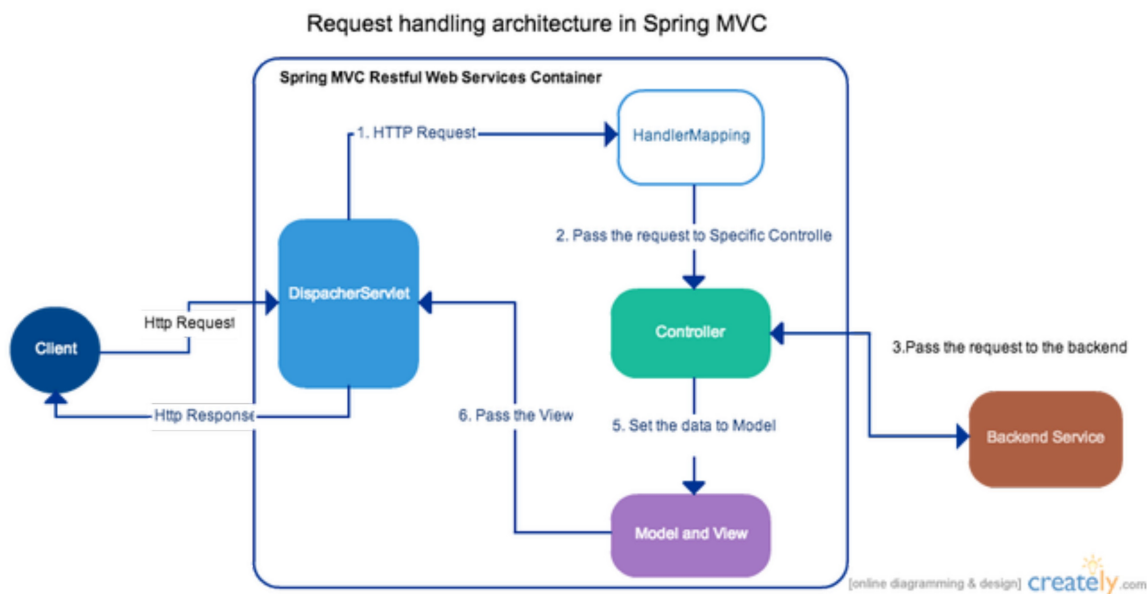 Request handling architecture in Spring MVC
Spring MVC Restful Web Services Container
1. HTTP Request
HandlerMapping
2. Pass the request to Specific Controlle
DispacherServlet
Http Request
Client
Controller
3.Pass the request to the backend
Http Response
6. Pass the View
5. Set the data to Model
Backend Service
Model and View
[online diagramming & design] creately.com